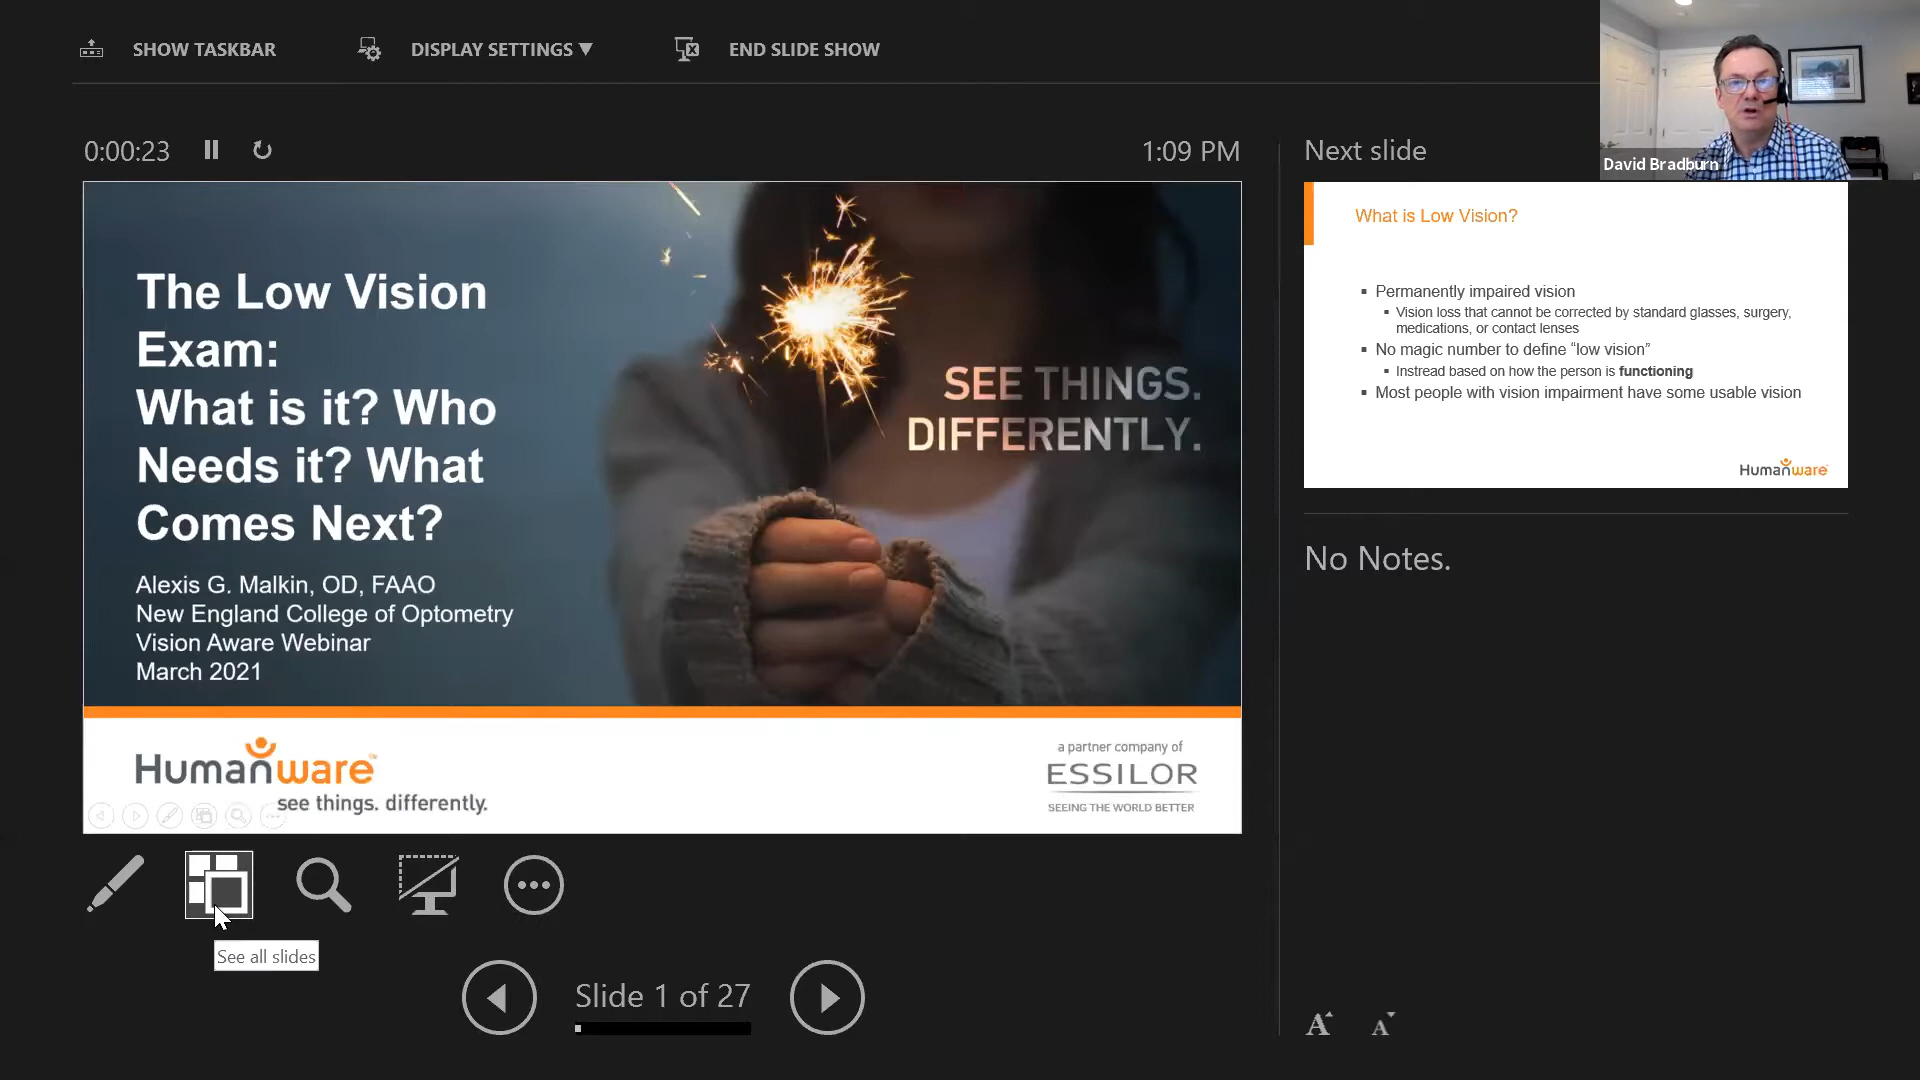 SHOW TASKBAR
DISPLAY SETTINGS ▼
END SLIDE SHOW
David Bradburn
0:00:23
1:09 PM
The Low Vision
Exam:
What is it? Who
Needs it? What
Comes Next?
Alexis G. Malkin, OD, FAAO
New England College of Optometry
Vision Aware Webinar
March 2021
SEE THINGS.
DIFFERENTLY.
Humanware™
see things. differently.
a partner company of
ESSILOR
SEEING THE WORLD BETTER
See all slides
Slide 1 of 27
Next slide
What is Low Vision?
▪ Permanently impaired vision
▪ Vision loss that cannot be corrected by standard glasses, surgery,
medications, or contact lenses
▪ No magic number to define “low vision”
▪ Instread based on how the person is functioning
▪ Most people with vision impairment have some usable vision
Humanware
No Notes.
A A